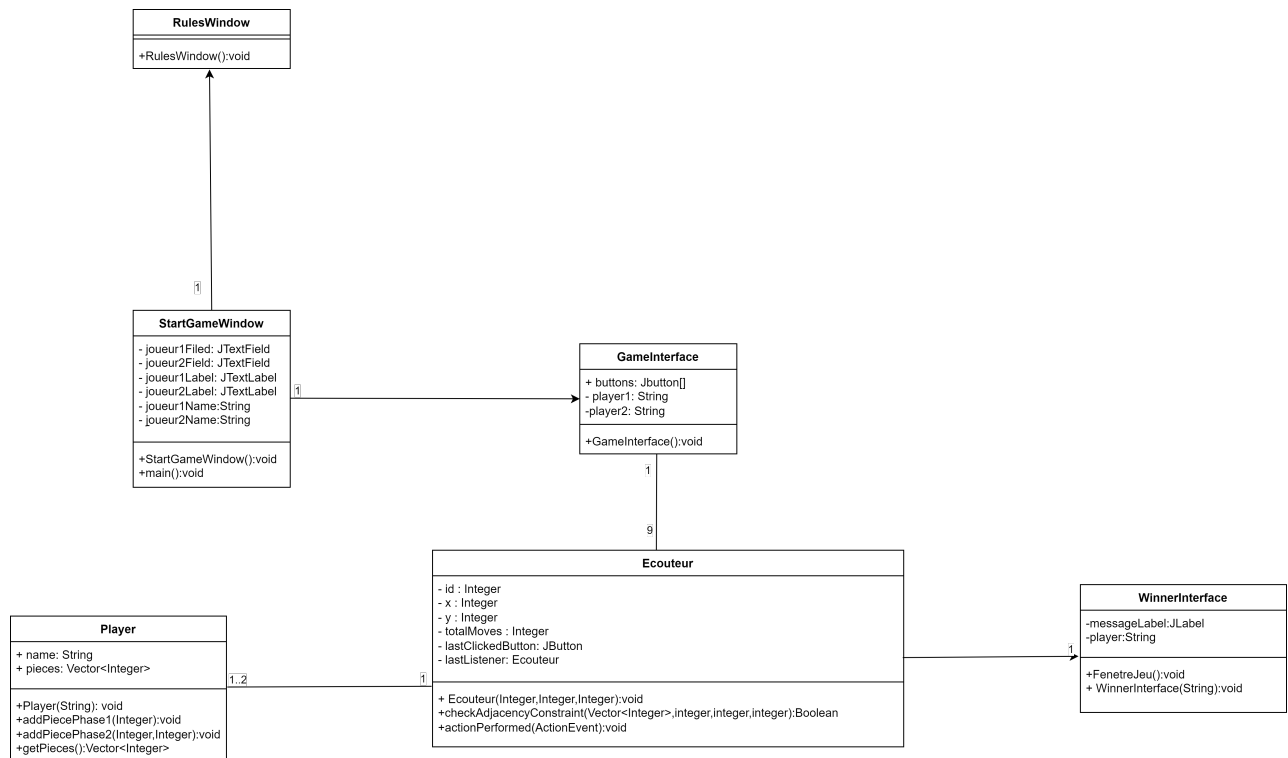 RulesWindow
+RulesWindow():void
1
StartGameWindow
- joueur1Filed: JTextField
- joueur2Field: JTextField
- joueur1Label: JTextLabel
- joueur2Label: JTextLabel
- joueur1Name:String
- joueur2Name:String
+StartGameWindow():void
+main():void
1
GameInterface
+ buttons: Jbutton[]
- player1: String
-player2: String
+GameInterface():void
1
9
Ecouteur
- id : Integer
- x : Integer
- y : Integer
- totalMoves : Integer
- lastClickedButton: JButton
- lastListener: Ecouteur
+ Ecouteur(Integer,Integer,Integer):void
+checkAdjacencyConstraint(Vector<Integer>,integer,integer,integer):Boolean
+actionPerformed(ActionEvent):void
1
WinnerInterface
-messageLabel:JLabel
-player:String
+FenetreJeu():void
+ WinnerInterface(String):void
Player
+ name: String
+ pieces: Vector<Integer>
+Player(String): void
+addPiecePhase1(Integer):void
+addPiecePhase2(Integer,Integer):void
+getPieces():Vector<Integer>
1..2
1